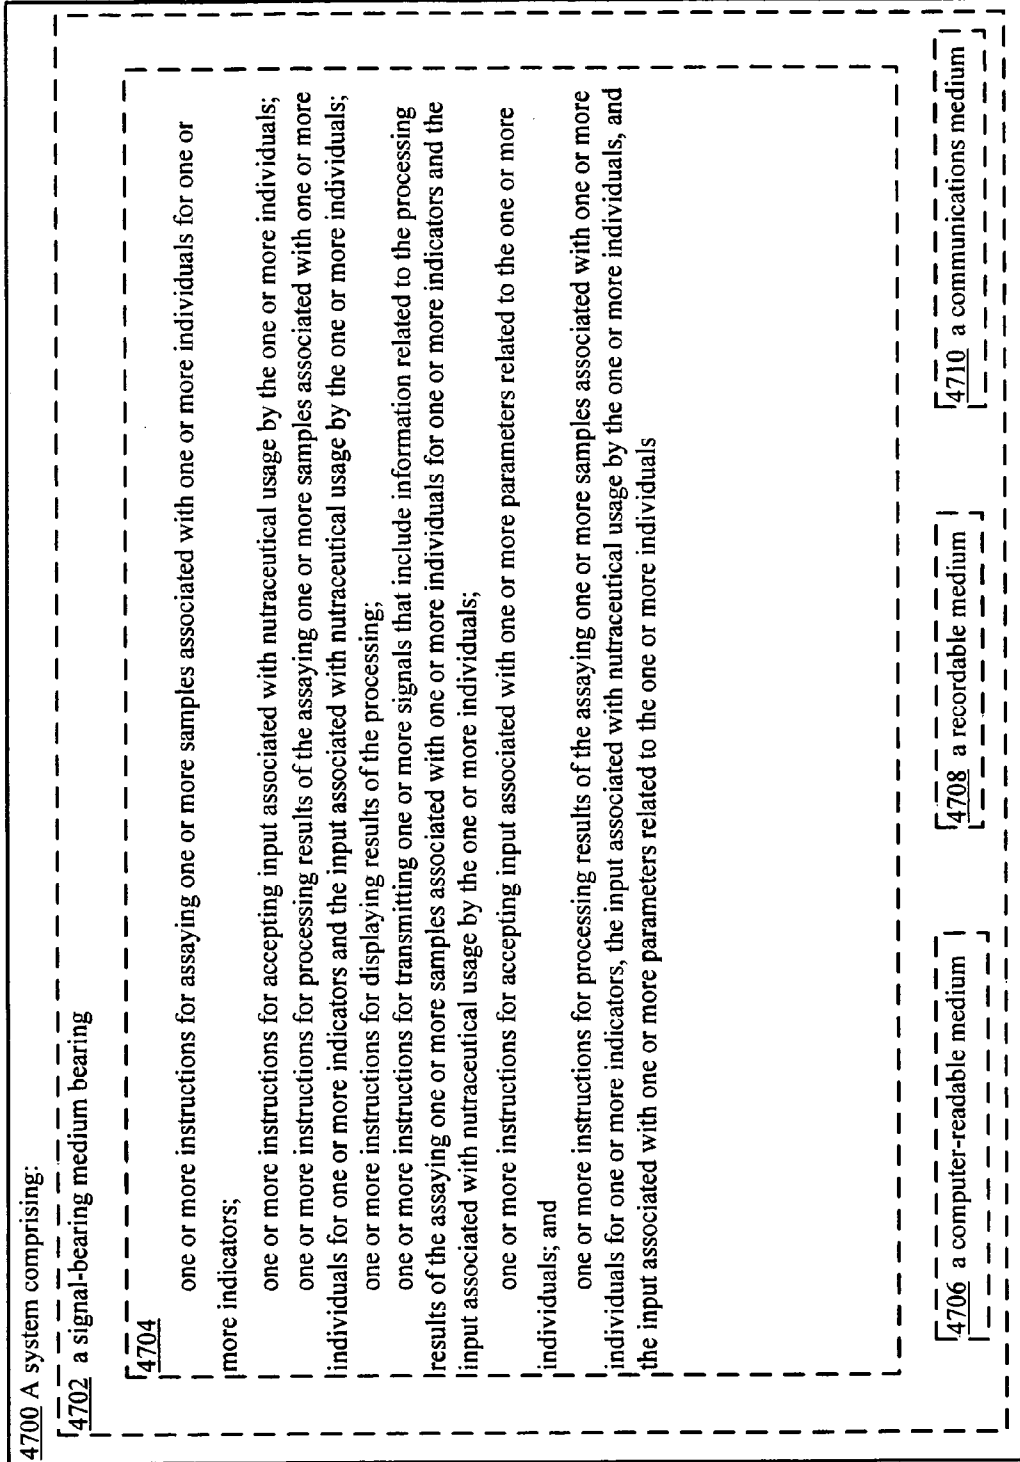 4700 A system comprising:
4702 a signal-bearing medium bearing
4704
one or more instructions for assaying one or more samples associated with one or more individuals for one or
more indicators;
one or more instructions for accepting input associated with nutraceutical usage by the one or more individuals;
one or more instructions for processing results of the assaying one or more samples associated with one or more
individuals for one or more indicators and the input associated with nutraceutical usage by the one or more individuals;
one or more instructions for displaying results of the processing;
one or more instructions for transmitting one or more signals that include information related to the processing
results of the assaying one or more samples associated with one or more individuals for one or more indicators and the
input associated with nutraceutical usage by the one or more individuals;
one or more instructions for accepting input associated with one or more parameters related to the one or more
individuals; and
one or more instructions for processing results of the assaying one or more samples associated with one or more
individuals for one or more indicators, the input associated with nutraceutical usage by the one or more individuals, and
the input associated with one or more parameters related to the one or more individuals
4706 a computer-readable medium
4708 a recordable medium
4710 a communications medium